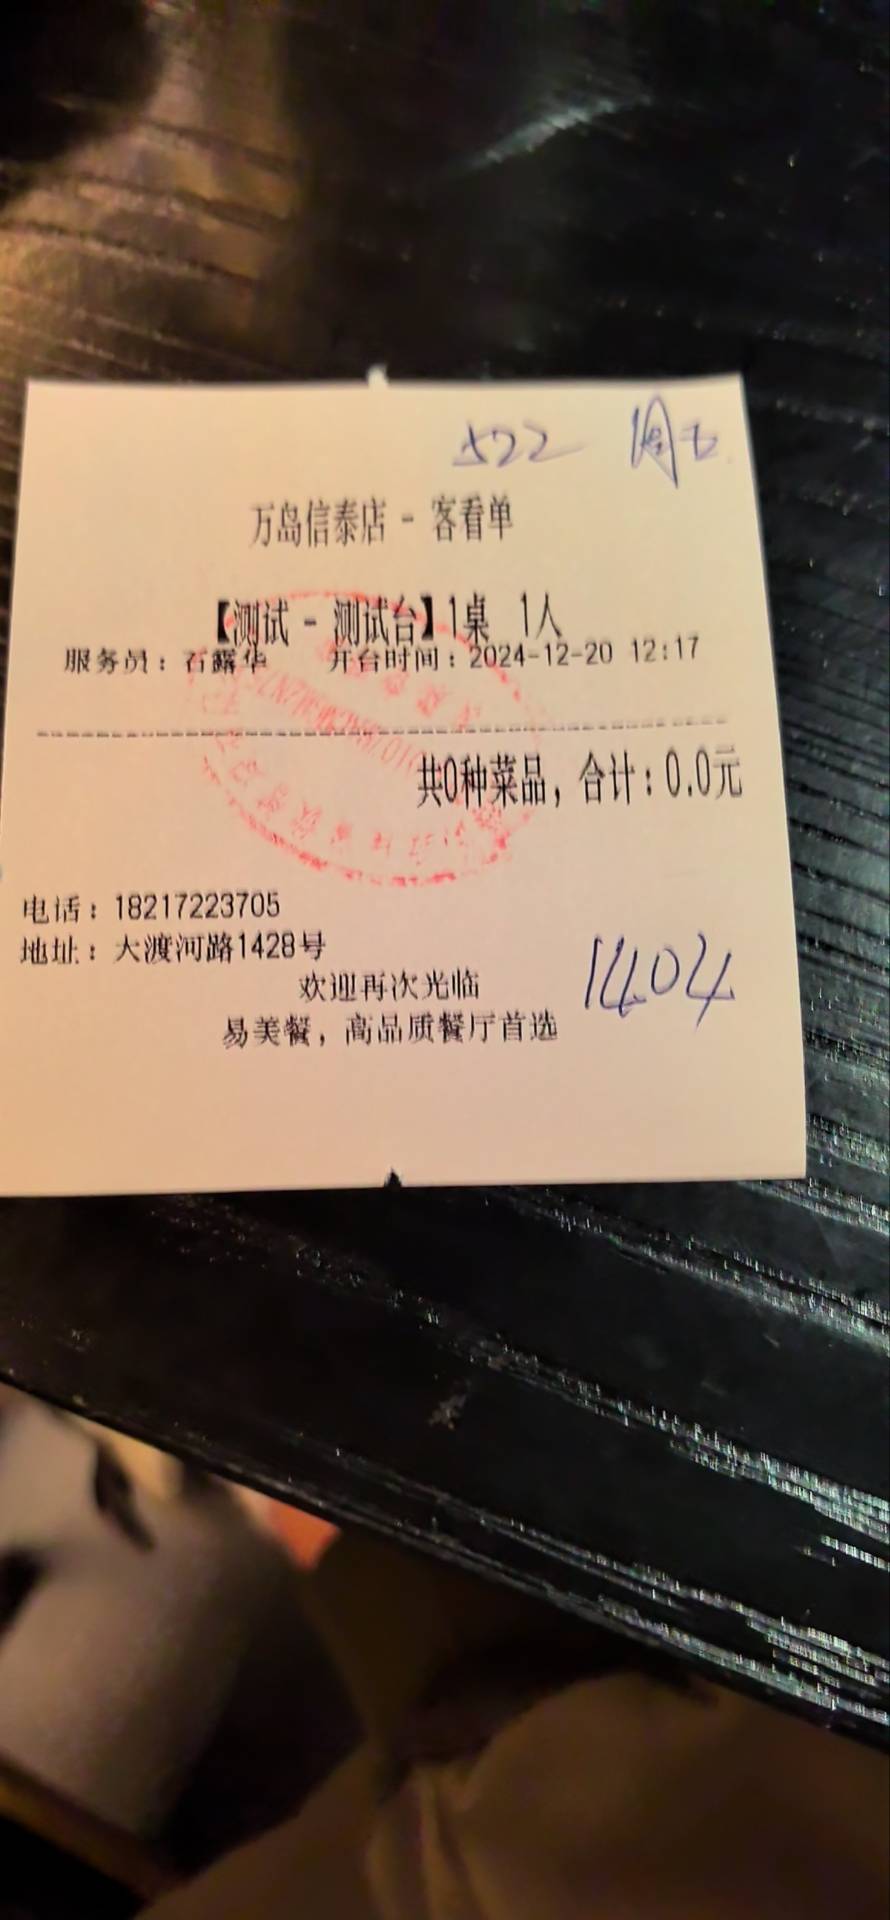 522 周五
万岛信泰店 - 客看单
【测试 - 测试台】1桌 1人
服务员：石露华 开台时间：2024-12-20 12:17
共0种菜品，合计：0.0元
电话：18217223705
地址：大渡河路1428号
欢迎再次光临
1404
易美餐，高品质餐厅首选